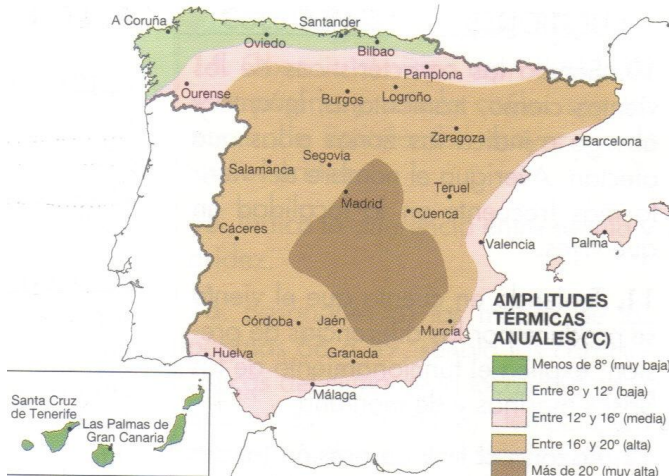 A Coruña
Santander
Oviedo
Bilbao
Pamplona
Ourense
Burgos
Logroño
Zaragoza
Barcelona
Segovia
Salamanca
Teruel
Madrid
Cuenca
Cáceres
Valencia
Palma
Córdoba
Jaén
Murcia
Huelva
Granada
Málaga
Santa Cruz
de Tenerife
Las Palmas de
Gran Canaria
AMPLITUDES
TÉRMICAS
ANUALES (ºC)
Menos de 8º (muy baja)
Entre 8º y 12º (baja)
Entre 12º y 16º (media)
Entre 16º y 20º (alta)
Más de 20º (muy alta)